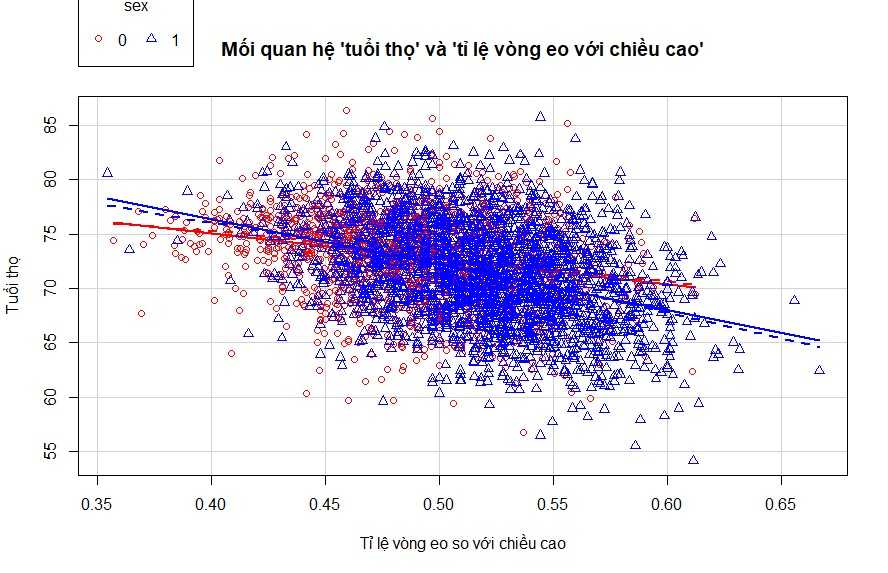 sex
0 1
Mối quan hệ 'tuổi thọ' và 'tỉ lệ vòng eo với chiều cao'
85
80
75
70
65
60
55
Tuổi thọ
0.35 0.40 0.45 0.50 0.55 0.60 0.65
Tỉ lệ vòng eo so với chiều cao